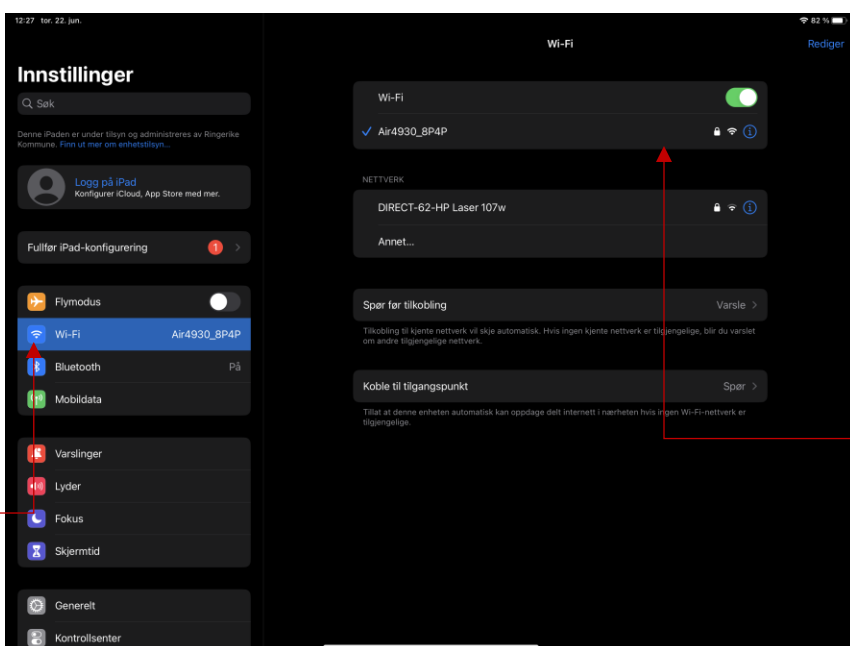 12:27 tor. 22. jun.
82 %
Innstillinger
Søk
Denne iPaden er under tilsyn og administreres av Ringerike
Kommune. Finn ut mer om enhetstilsyn...
Logg på iPad
Konfigurer iCloud, App Store med mer.
Fullfør iPad-konfigurering 1
Flymodus
Wi-Fi Air4930_8P4P
Bluetooth På
Mobildata
Varslinger
Lyder
Fokus
Skjermtid
Generelt
Kontrollsenter
Wi-Fi
Rediger
Wi-Fi
Air4930_8P4P
NETTVERK
DIRECT-62-HP Laser 107w
Annet...
Spør før tilkobling Varsle
Tilkobling til kjente nettverk vil skje automatisk. Hvis ingen kjente nettverk er tilgjengelige, blir du varslet
om andre tilgjengelige nettverk.
Koble til tilgangspunkt Spør
Tillat at denne enheten automatisk kan oppdage delt internett i nærheten hvis ingen Wi-Fi-nettverk er
tilgjengelige.